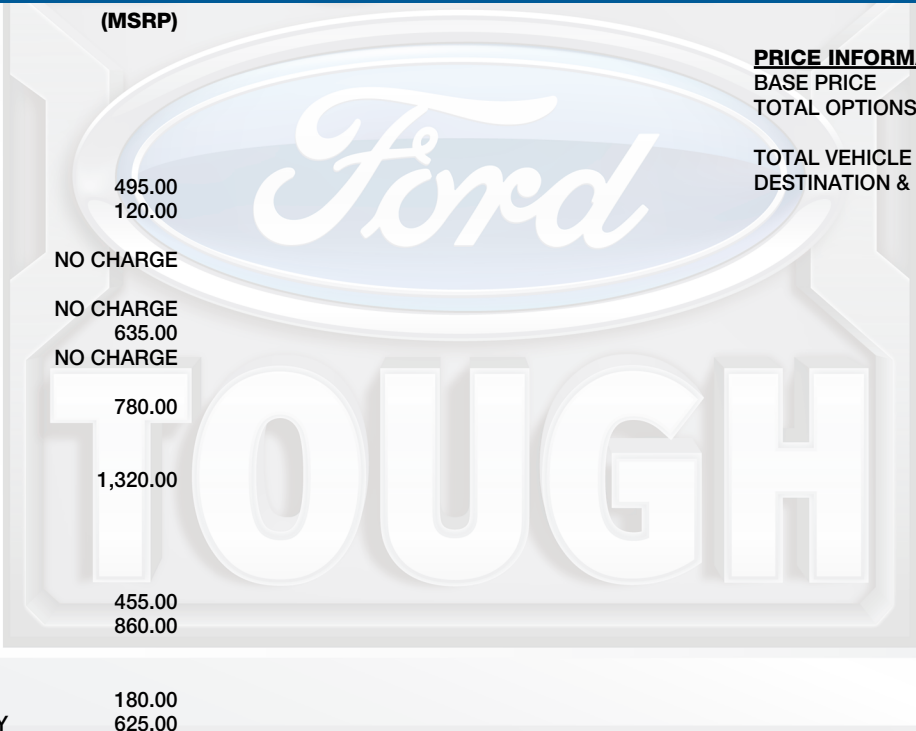 (MSRP)
495.00
120.00
NO CHARGE
NO CHARGE
635.00
NO CHARGE
780.00
1,320.00
455.00
860.00
180.00
Y 625.00
PRICE INFORMA
BASE PRICE
TOTAL OPTIONS
TOTAL VEHICLE
DESTINATION &
Ford
TOUGH